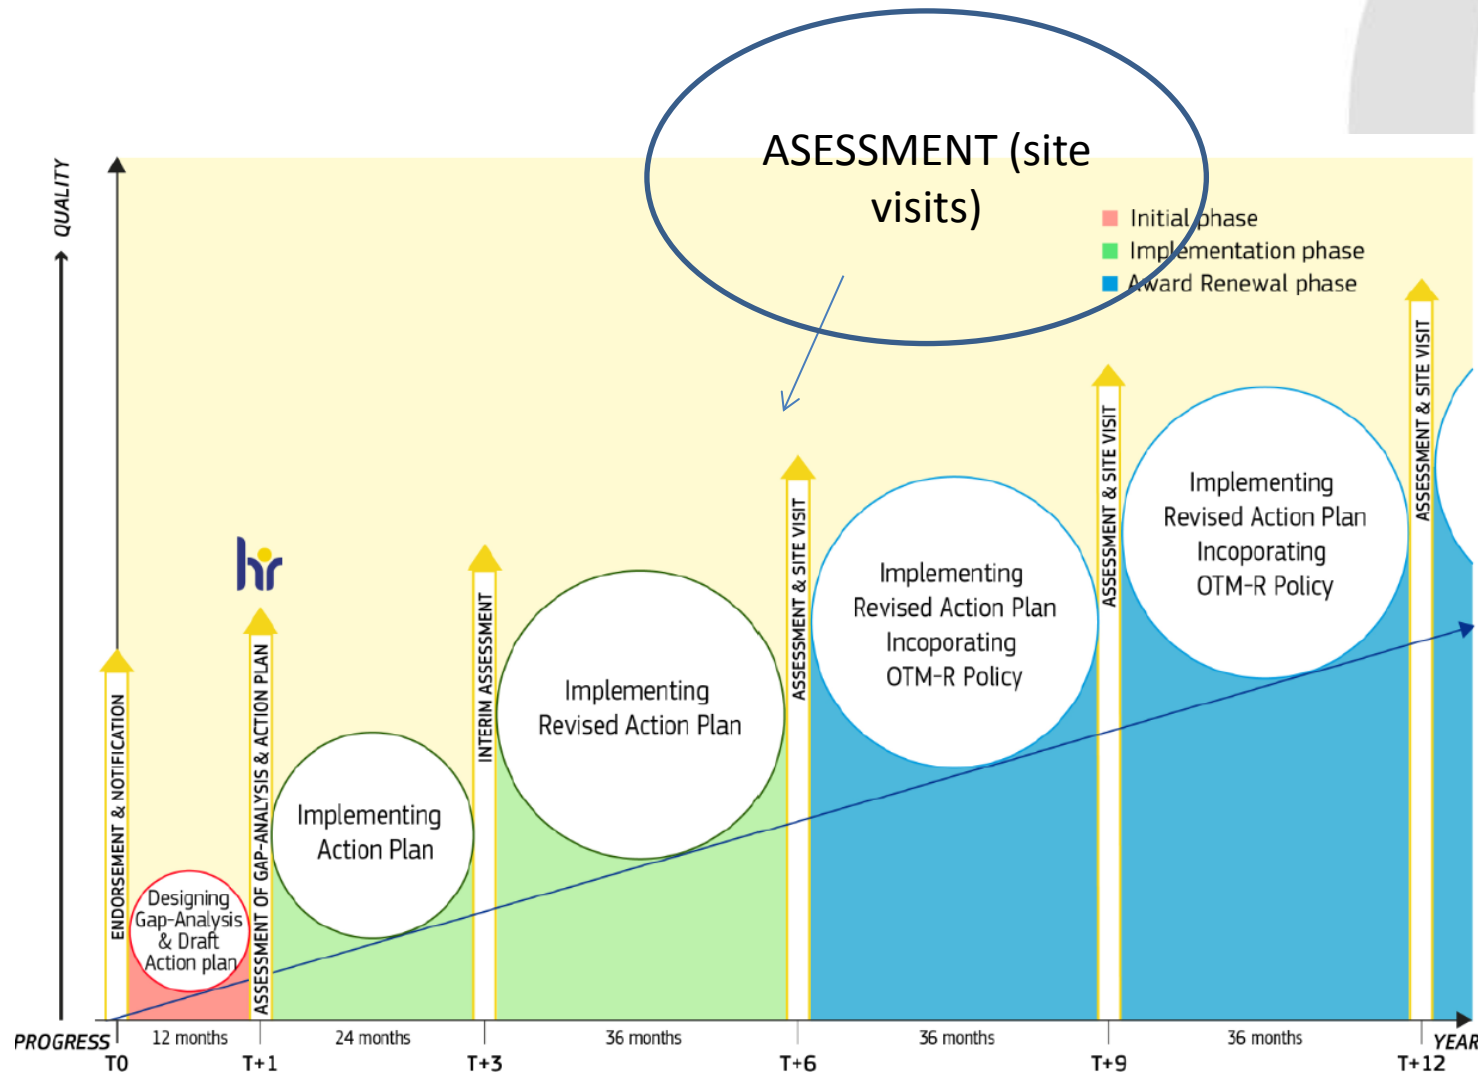 ASESSMENT (site
visits)
QUALITY
Initial phase
Implementation phase
Award Renewal phase
hr
ENDORSEMENT & NOTIFICATION
Designing
Gap-Analysis
& Draft
Action plan
ASSESSMENT OF GAP-ANALYSIS & ACTION PLAN
Implementing
Action Plan
INTERIM ASSESSMENT
Implementing
Revised Action Plan
ASSESSMENT & SITE VISIT
Implementing
Revised Action Plan
Incoporating
OTM-R Policy
ASSESSMENT & SITE VISIT
Implementing
Revised Action Plan
Incoporating
OTM-R Policy
ASSESSMENT & SITE VISIT
PROGRESS
12 months
24 months
36 months
36 months
36 months
YEAR
T0
T+1
T+3
T+6
T+9
T+12